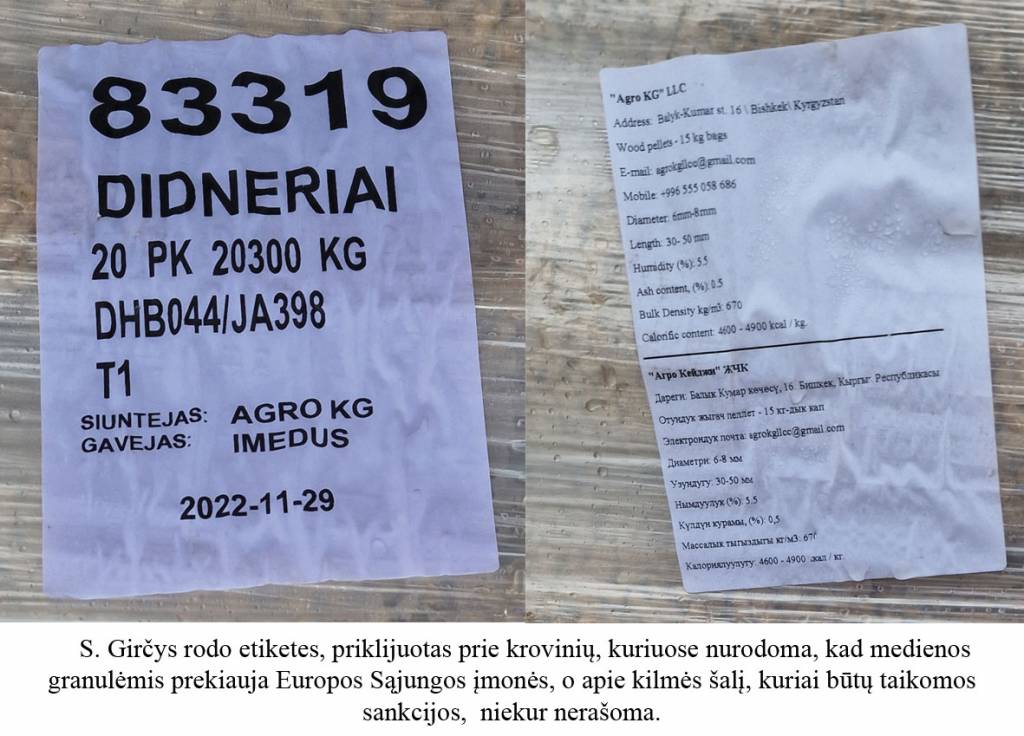 83319
DIDNERIAI
20 PK 20300 KG
DHB044/JA398
T1
SIUNTEJAS: AGRO KG
GAVEJAS: IMEDUS
2022-11-29
"Agro KG" LLC
Address: Balyk-Kumar st. 16 \ Bishkek\ Kyrgyzstan
Wood pellets - 15 kg bags
E-mail: agrokgllcc@gmail.com
Mobile: +996 555 058 686
Diameter: 6mm-8mm
Length: 30- 50 mm
Humidity (%): 5.5
Ash content, (%): 0.5
Bulk Density kg/m3: 670
Calorific content: 4600 - 4900 kcal / kg.
"Агро Кейджи" ЖЧК
Дареги: Балык Кумар көчөсү, 16 Бишкек, Кыргыз Республикасы
Отундук жыгач пеллет - 15 кг-дык кап
Электрондук почта: agrokgllcc@gmail.com
Диаметри: 6-8 мм
Узундугу: 30-50 мм
Нымдуулук (%): 5,5
Күлдүн курамы, (%): 0,5
Массалык тыгыздыгы кг/м3:
Калориялуулугу: 4600 - 4900 / кг.
S. Girčys rodo etiketes, priklijuotas prie krovinių, kuriuose nurodoma, kad medienos
granulėmis prekiauja Europos Sąjungos įmonės, o apie kilmės šalį, kuriai būtų taikomos
sankcijos, niekur nerašoma.